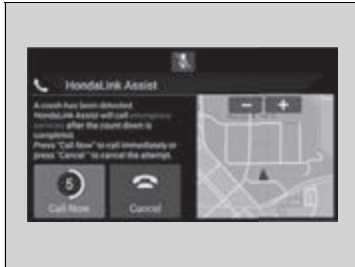 HondaLink Assist
A crash has been detected.
HondaLink Assist will call emergency
services after the count down is
completed.
Press "Call Now" to call immediately or
press "Cancel" to cancel the attempt.
- +
5
Call Now
Cancel